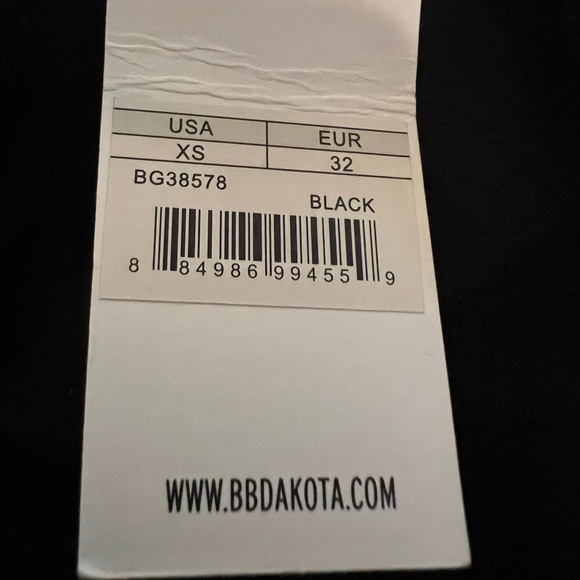 USA EUR
XS 32
BG38578
BLACK
8 84986 99455 9
WWW.BBDAKOTA.COM